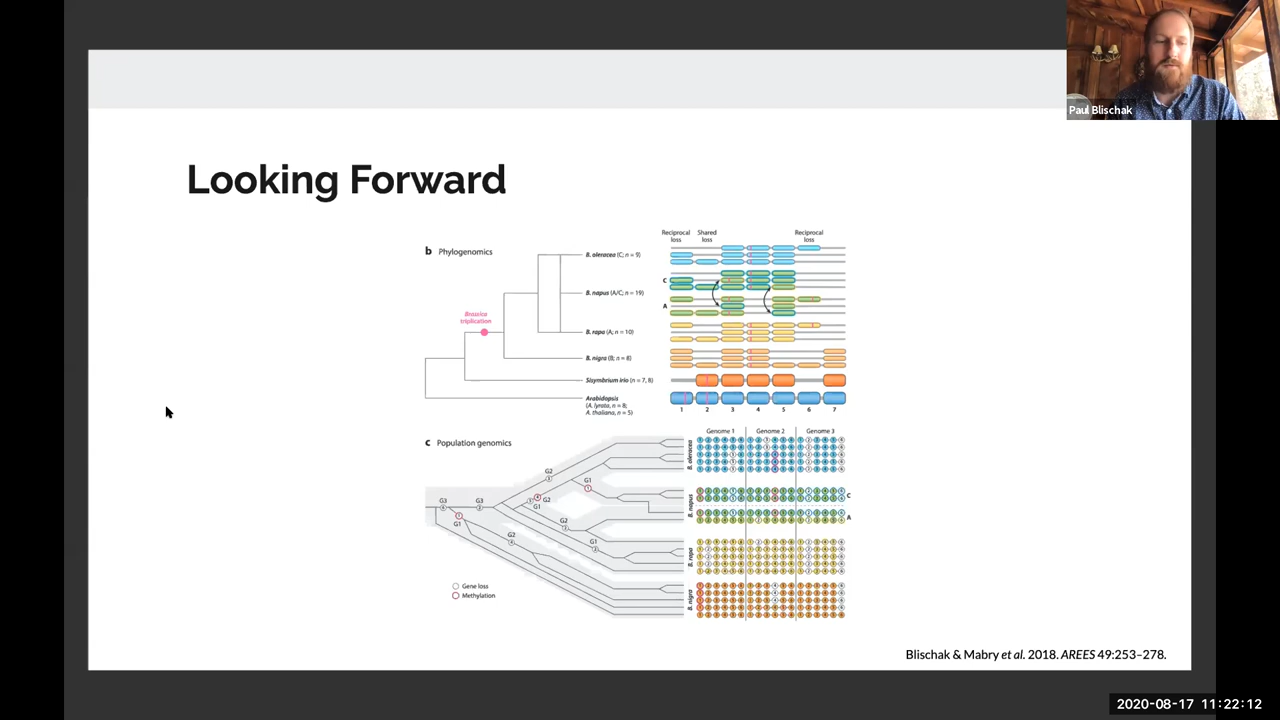 Paul Blischak
Looking Forward
b Phylogenomics
Reciprocal loss
Shared loss
Reciprocal loss
B. oleracea (C; n = 9)
C
B. napus (A/C; n = 19)
A
Brassica triplication
B. rapa (A; n = 10)
B. nigra (B; n = 8)
Sisymbrium irio (n = 7, 8)
Arabidopsis
(A. lyrata, n = 8;
A. thaliana, n = 5)
1 2 3 4 5 6 7
c Population genomics
Genome 1 Genome 2 Genome 3
B. oleracea
G2
G1
G3 G3
G2
G1
G1
G2
G2
G1
B. napus
C
A
B. rapa
B. nigra
Gene loss
Methylation
Blischak & Mabry et al. 2018. AREES 49:253–278.
2020-08-17 11:22:12